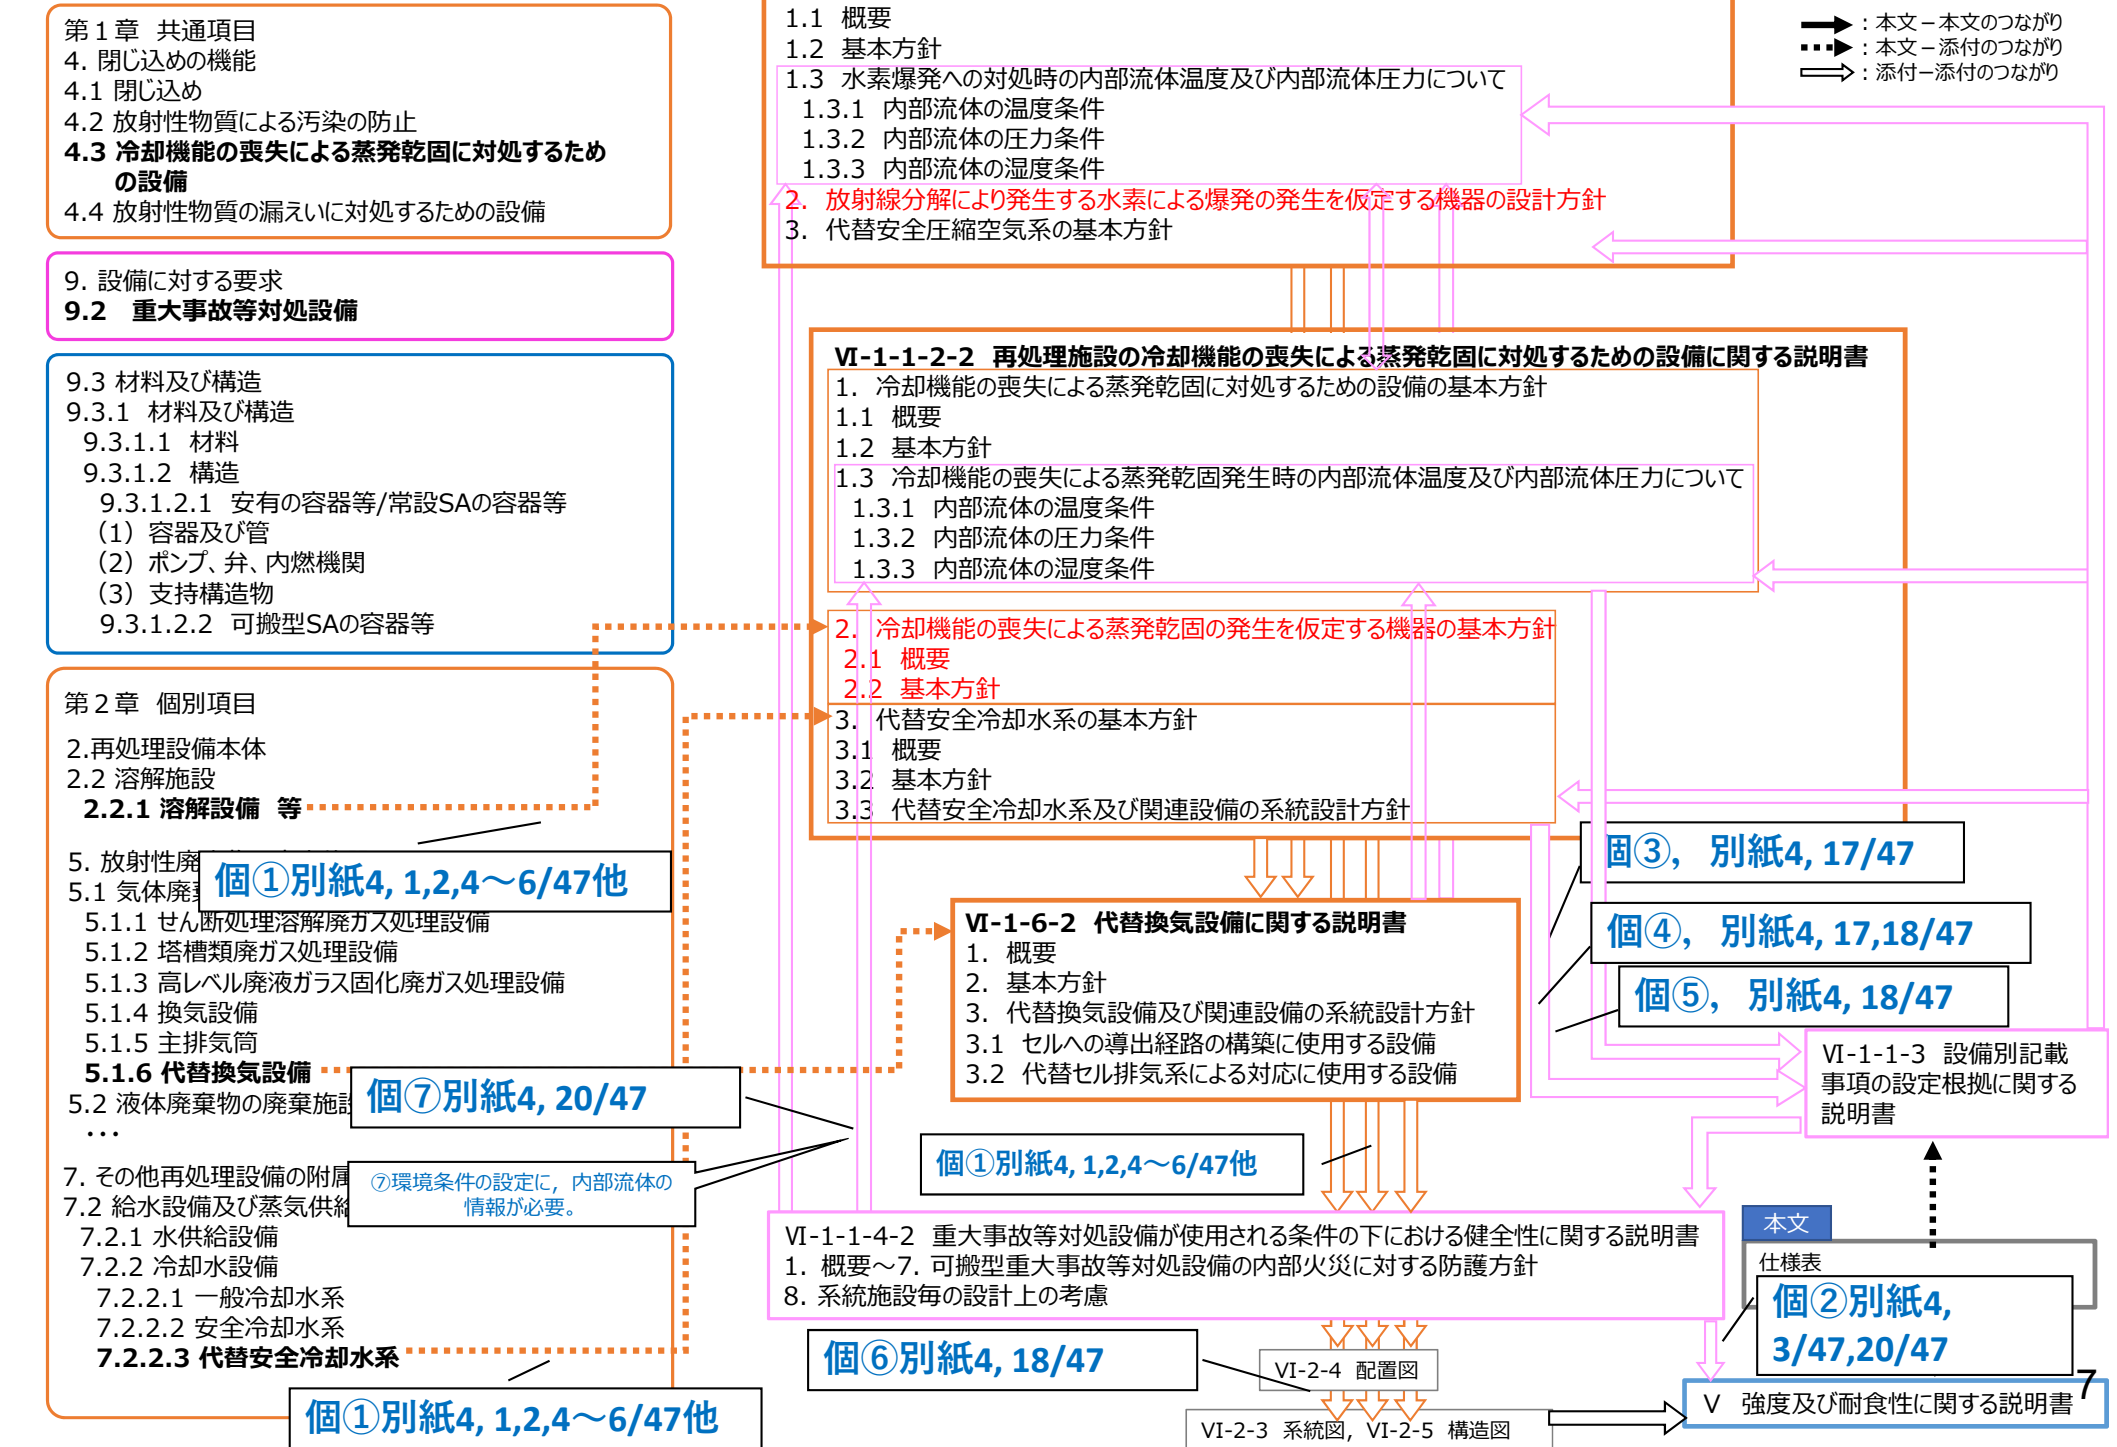 第１章 共通項目
4. 閉じ込めの機能
4.1 閉じ込め
4.2 放射性物質による汚染の防止
4.3 冷却機能の喪失による蒸発乾固に対処するため
の設備
4.4 放射性物質の漏えいに対処するための設備
9. 設備に対する要求
9.2 重大事故等対処設備
9.3 材料及び構造
9.3.1 材料及び構造
9.3.1.1 材料
9.3.1.2 構造
9.3.1.2.1 安有の容器等/常設SAの容器等
（1）容器及び管
（2）ポンプ、弁、内燃機関
（3）支持構造物
9.3.1.2.2 可搬型SAの容器等
第２章 個別項目
2.再処理設備本体
2.2 溶解施設
2.2.1 溶解設備 等
5. 放射性廃
個①別紙4, 1,2,4～6/47他
5.1 気体廃
5.1.1 せん断処理溶解廃ガス処理設備
5.1.2 塔槽類廃ガス処理設備
5.1.3 高レベル廃液ガラス固化廃ガス処理設備
5.1.4 換気設備
5.1.5 主排気筒
5.1.6 代替換気設備
5.2 液体廃棄物の廃棄施設
個⑦別紙4, 20/47
・・・
7. その他再処理設備の附属
⑦環境条件の設定に，内部流体の
情報が必要。
7.2 給水設備及び蒸気供給
7.2.1 水供給設備
7.2.2 冷却水設備
7.2.2.1 一般冷却水系
7.2.2.2 安全冷却水系
7.2.2.3 代替安全冷却水系
個①別紙4, 1,2,4～6/47他
1.1 概要
1.2 基本方針
1.3 水素爆発への対処時の内部流体温度及び内部流体圧力について
1.3.1 内部流体の温度条件
1.3.2 内部流体の圧力条件
1.3.3 内部流体の湿度条件
2. 放射線分解により発生する水素による爆発の発生を仮定する機器の設計方針
3. 代替安全圧縮空気系の基本方針
：本文－本文のつながり
：本文－添付のつながり
：添付－添付のつながり
Ⅵ-1-1-2-2 再処理施設の冷却機能の喪失による蒸発乾固に対処するための設備に関する説明書
1. 冷却機能の喪失による蒸発乾固に対処するための設備の基本方針
1.1 概要
1.2 基本方針
1.3 冷却機能の喪失による蒸発乾固発生時の内部流体温度及び内部流体圧力について
1.3.1 内部流体の温度条件
1.3.2 内部流体の圧力条件
1.3.3 内部流体の湿度条件
2. 冷却機能の喪失による蒸発乾固の発生を仮定する機器の基本方針
2.1 概要
2.2 基本方針
3. 代替安全冷却水系の基本方針
3.1 概要
3.2 基本方針
3.3 代替安全冷却水系及び関連設備の系統設計方針
個③， 別紙4, 17/47
個④， 別紙4, 17,18/47
個⑤， 別紙4, 18/47
Ⅵ-1-6-2 代替換気設備に関する説明書
1. 概要
2. 基本方針
3. 代替換気設備及び関連設備の系統設計方針
3.1 セルへの導出経路の構築に使用する設備
3.2 代替セル排気系による対応に使用する設備
Ⅵ-1-1-3 設備別記載
事項の設定根拠に関する
説明書
個①別紙4, 1,2,4～6/47他
Ⅵ-1-1-4-2 重大事故等対処設備が使用される条件の下における健全性に関する説明書
1. 概要～7. 可搬型重大事故等対処設備の内部火災に対する防護方針
8. 系統施設毎の設計上の考慮
本文
仕様表
個②別紙4,
3/47,20/47
個⑥別紙4, 18/47
Ⅵ-2-4 配置図
Ⅵ-2-3 系統図，Ⅵ-2-5 構造図
Ⅴ 強度及び耐食性に関する説明書
7